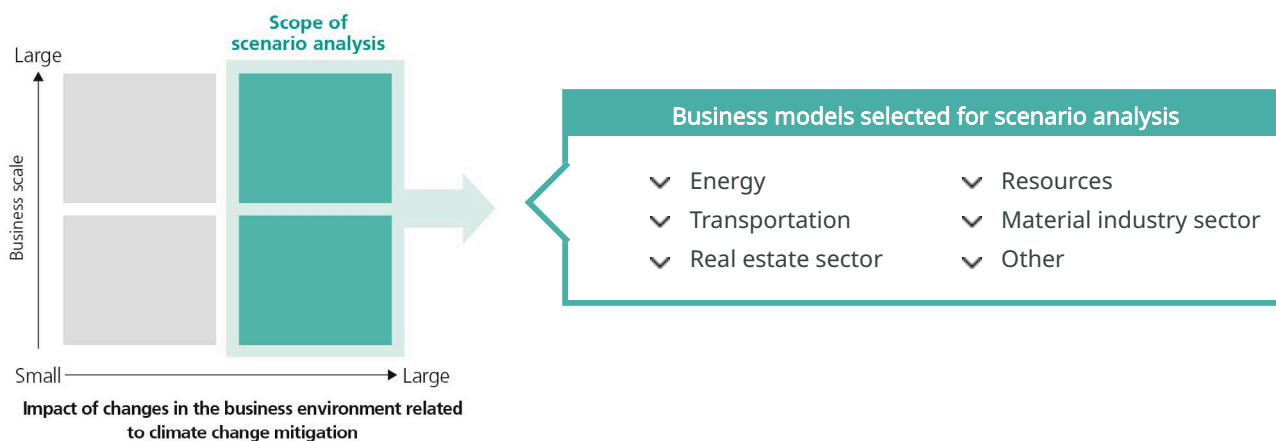 Scope of
scenario analysis
Large
Business scale
Small
Large
Impact of changes in the business environment related
to climate change mitigation
Business models selected for scenario analysis
Energy
Resources
Transportation
Material industry sector
Real estate sector
Other